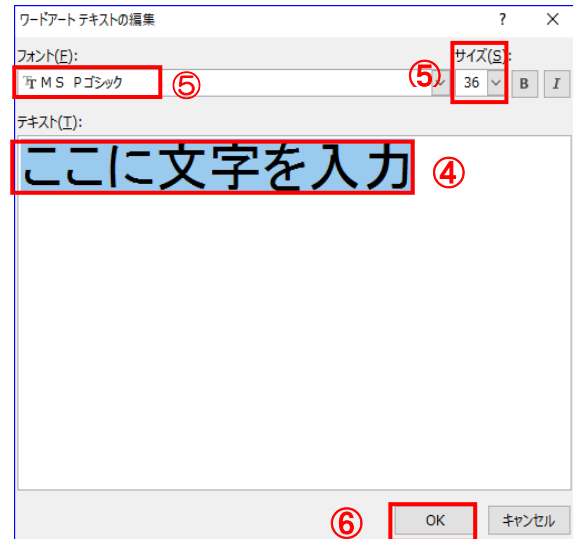 ワードアート テキストの編集 ? ×
フォント(F): サイズ(S):
MS Pゴシック ⑤ ⑤ 36 B I
テキスト(T):
ここに文字を入力 ④
⑥ OK キャンセル